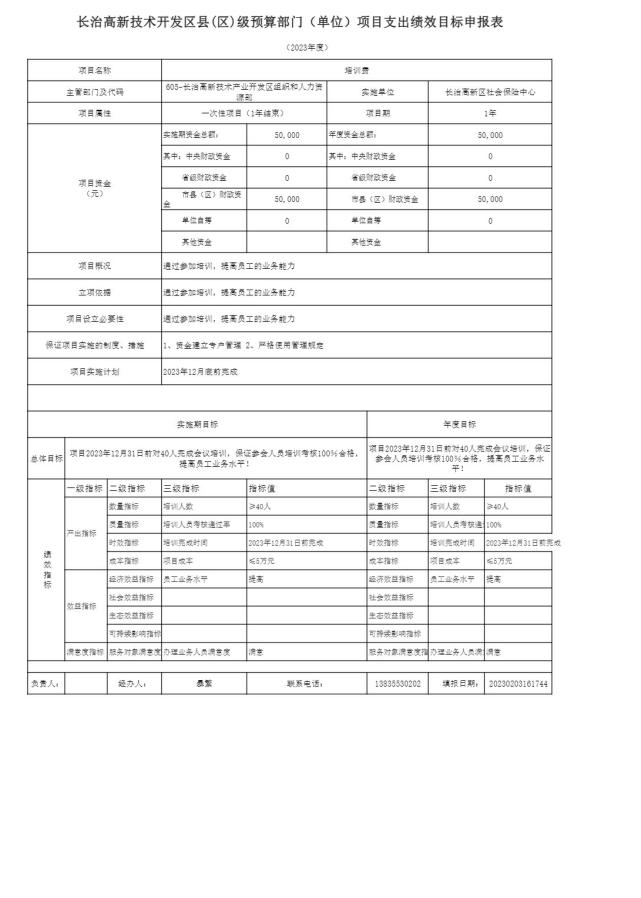 长治高新技术开发区县(区)级预算部门（单位）项目支出绩效目标申报表
（2023年度）
项目名称 培训费
主管部门及代码 603-长治高新技术产业开发区组织和人力资源部 实施单位 长治高新区社会保险中心
项目属性 一次性项目（1年结束） 项目期 1年
项目资金（元） 实施期资金总额： 50,000 年度资金总额： 50,000
其中：中央财政资金 0 其中：中央财政资金 0
省级财政资金 0 省级财政资金 0
市县（区）财政资金 50,000 市县（区）财政资金 50,000
单位自筹 0 单位自筹 0
其他资金 其他资金
项目概况 通过参加培训，提高员工的业务能力
立项依据 通过参加培训，提高员工的业务能力
项目设立必要性 通过参加培训，提高员工的业务能力
保证项目实施的制度、措施 1、资金建立专户管理 2、严格使用管理规定
项目实施计划 2023年12月底前完成
实施期目标 年度目标
总体目标 项目2023年12月31日前对40人完成会议培训，保证参会人员培训考核100%合格，提高员工业务水平！ 项目2023年12月31日前对40人完成会议培训，保证参会人员培训考核100%合格，提高员工业务水平！
绩效指标 一级指标 二级指标 三级指标 指标值 二级指标 三级指标 指标值
产出指标 数量指标 培训人数 ≥40人 数量指标 培训人数 ≥40人
质量指标 培训人员考核通过率 100% 质量指标 培训人员考核通 100%
时效指标 培训完成时间 2023年12月31日前完成 时效指标 培训完成时间 2023年12月31日前完成
成本指标 项目成本 ≤5万元 成本指标 项目成本 ≤5万元
效益指标 经济效益指标 员工业务水平 提高 经济效益指标 员工业务水平 提高
社会效益指标 社会效益指标
生态效益指标 生态效益指标
可持续影响指标 可持续影响指标
满意度指标 服务对象满意度 办理业务人员满意度 满意 服务对象满意度指 办理业务人员满 满意
负责人： 经办人： 暴繁 联系电话： 13835530202 填报日期： 20230203161744